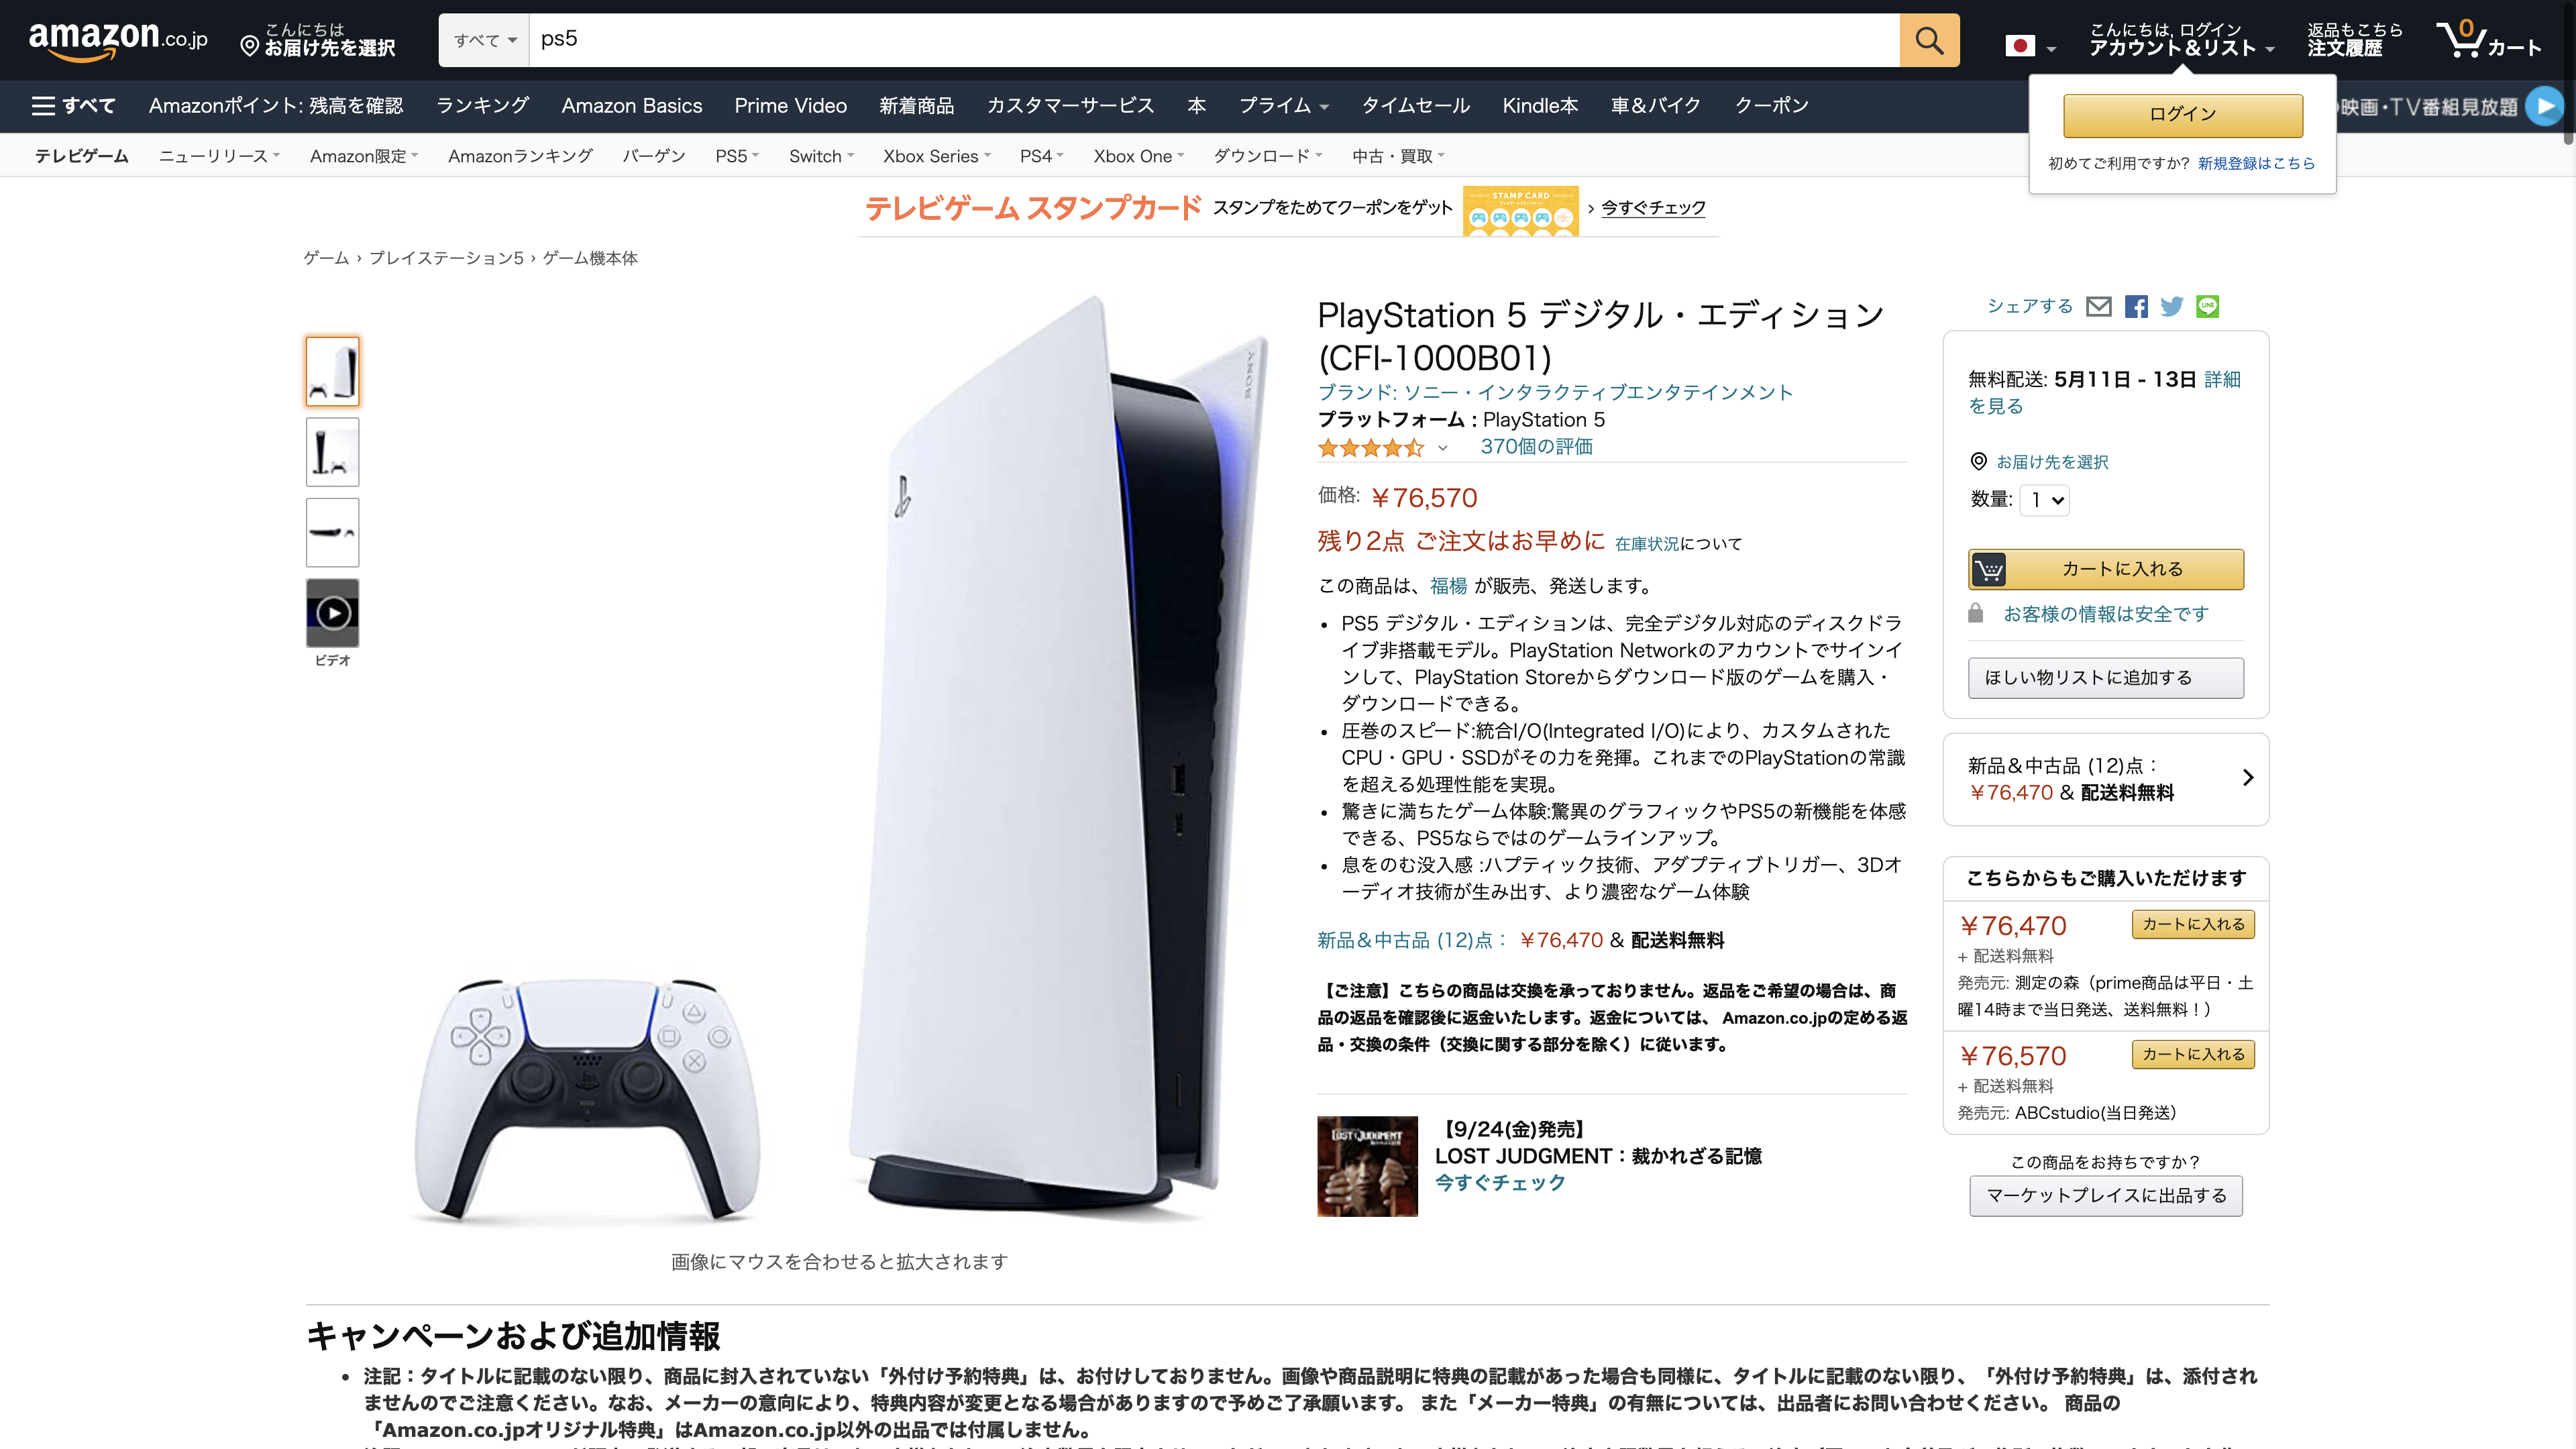 amazon.co.jp
こんにちは
お届け先を選択
すべて
ps5
こんにちは, ログイン
アカウント＆リスト
返品もこちら
注文履歴
0
カート
すべて
Amazonポイント: 残高を確認
ランキング
Amazon Basics
Prime Video
新着商品
カスタマーサービス
本
プライム
タイムセール
Kindle本
車＆バイク
クーポン
映画・TV番組見放題
ログイン
初めてご利用ですか? 新規登録はこちら
テレビゲーム
ニューリリース
Amazon限定
Amazonランキング
バーゲン
PS5
Switch
Xbox Series
PS4
Xbox One
ダウンロード
中古・買取
テレビゲーム スタンプカード スタンプをためてクーポンをゲット
STAMP CARD
› 今すぐチェック
ゲーム › プレイステーション5 › ゲーム機本体
ビデオ
画像にマウスを合わせると拡大されます
PlayStation 5 デジタル・エディション
(CFI-1000B01)
ブランド: ソニー・インタラクティブエンタテインメント
プラットフォーム : PlayStation 5
370個の評価
価格: ￥76,570
残り2点 ご注文はお早めに 在庫状況について
この商品は、福楊 が販売、発送します。
• PS5 デジタル・エディションは、完全デジタル対応のディスクドラ
イブ非搭載モデル。PlayStation Networkのアカウントでサインイ
ンして、PlayStation Storeからダウンロード版のゲームを購入・
ダウンロードできる。
• 圧巻のスピード:統合I/O(Integrated I/O)により、カスタムされた
CPU・GPU・SSDがその力を発揮。これまでのPlayStationの常識
を超える処理性能を実現。
• 驚きに満ちたゲーム体験:驚異のグラフィックやPS5の新機能を体感
できる、PS5ならではのゲームラインアップ。
• 息をのむ没入感 :ハプティック技術、アダプティブトリガー、3Dオ
ーディオ技術が生み出す、より濃密なゲーム体験
新品＆中古品 (12)点： ￥76,470 & 配送料無料
【ご注意】こちらの商品は交換を承っておりません。返品をご希望の場合は、商
品の返品を確認後に返金いたします。返金については、 Amazon.co.jpの定める返
品・交換の条件（交換に関する部分を除く）に従います。
LOST JUDGMENT
【9/24(金)発売】
LOST JUDGMENT：裁かれざる記憶
今すぐチェック
シェアする
LINE
無料配送: 5月11日 - 13日 詳細
を見る
お届け先を選択
数量: 1
カートに入れる
お客様の情報は安全です
ほしい物リストに追加する
新品＆中古品 (12)点：
￥76,470 & 配送料無料
こちらからもご購入いただけます
￥76,470
カートに入れる
+ 配送料無料
発売元: 測定の森（prime商品は平日・土
曜14時まで当日発送、送料無料！）
￥76,570
カートに入れる
+ 配送料無料
発売元: ABCstudio(当日発送）
この商品をお持ちですか？
マーケットプレイスに出品する
キャンペーンおよび追加情報
• 注記：タイトルに記載のない限り、商品に封入されていない「外付け予約特典」は、お付けしておりません。画像や商品説明に特典の記載があった場合も同様に、タイトルに記載のない限り、「外付け予約特典」は、添付され
ませんのでご注意ください。なお、メーカーの意向により、特典内容が変更となる場合がありますので予めご了承願います。 また「メーカー特典」の有無については、出品者にお問い合わせください。 商品の
「Amazon.co.jpオリジナル特典」はAmazon.co.jp以外の出品では付属しません。